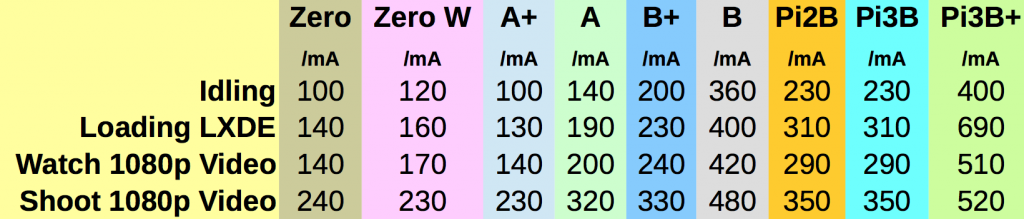 Zero Zero W A+ A B+ B Pi2B Pi3B Pi3B+
/mA /mA /mA /mA /mA /mA /mA /mA /mA
Idling 100 120 100 140 200 360 230 230 400
Loading LXDE 140 160 130 190 230 400 310 310 690
Watch 1080p Video 140 170 140 200 240 420 290 290 510
Shoot 1080p Video 240 230 230 320 330 480 350 350 520